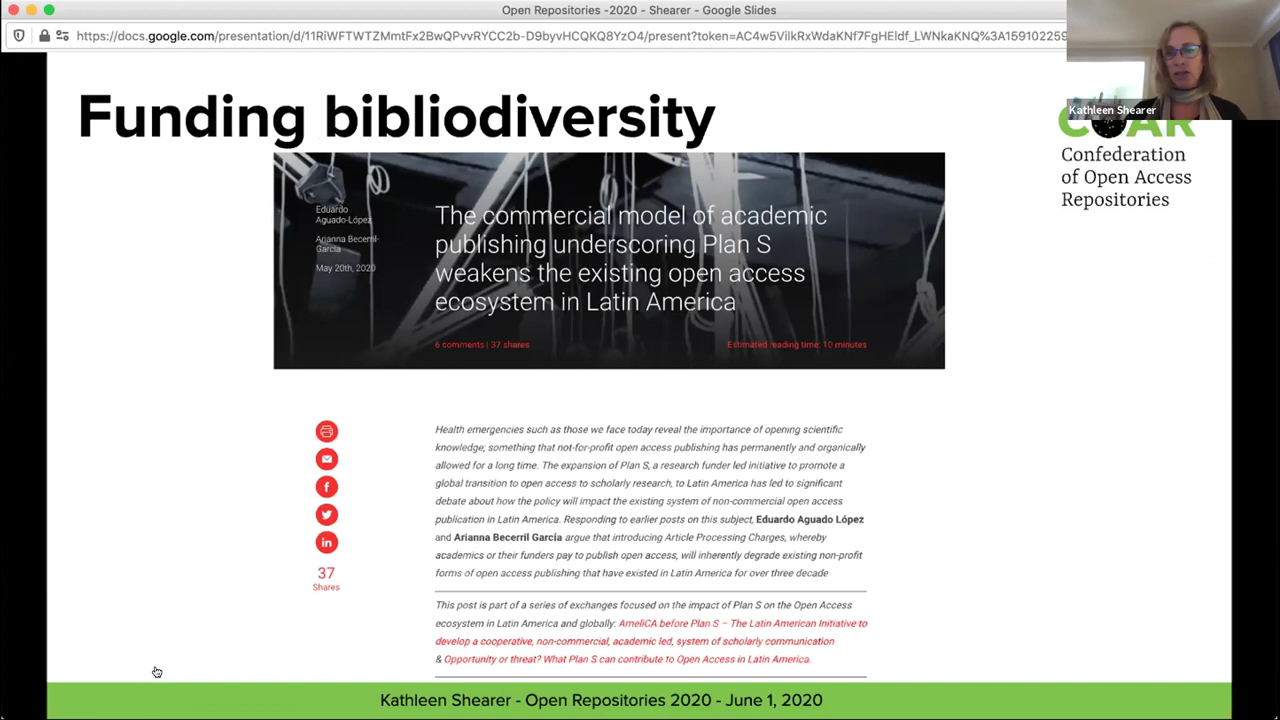 Open Repositories -2020 - Shearer - Google Slides
https://docs.google.com/presentation/d/11RiWFTWTZMmtFx2BwQPvvRYCC2b-D9byvHCQKQ8YzO4/present?token=AC4w5VilkRxWdaKNf7FgHEldf_LWNkaKNQ%3A159102259
Kathleen Shearer
Funding bibliodiversity
COAR
Confederation
of Open Access
Repositories
Eduardo
Aguado-López
Arianna Becerril-
García
May 20th, 2020
The commercial model of academic
publishing underscoring Plan S
weakens the existing open access
ecosystem in Latin America
6 comments | 37 shares
Estimated reading time: 10 minutes
Health emergencies such as those we face today reveal the importance of opening scientific
knowledge; something that not-for-profit open access publishing has permanently and organically
allowed for a long time. The expansion of Plan S, a research funder led initiative to promote a
global transition to open access to scholarly research, to Latin America has led to significant
debate about how the policy will impact the existing system of non-commercial open access
publication in Latin America. Responding to earlier posts on this subject, Eduardo Aguado López
and Arianna Becerril García argue that introducing Article Processing Charges, whereby
academics or their funders pay to publish open access, will inherently degrade existing non-profit
forms of open access publishing that have existed in Latin America for over three decade
37
Shares
This post is part of a series of exchanges focused on the impact of Plan S on the Open Access
ecosystem in Latin America and globally: AmeliCA before Plan S – The Latin American Initiative to
develop a cooperative, non-commercial, academic led, system of scholarly communication
& Opportunity or threat? What Plan S can contribute to Open Access in Latin America.
Kathleen Shearer - Open Repositories 2020 - June 1, 2020